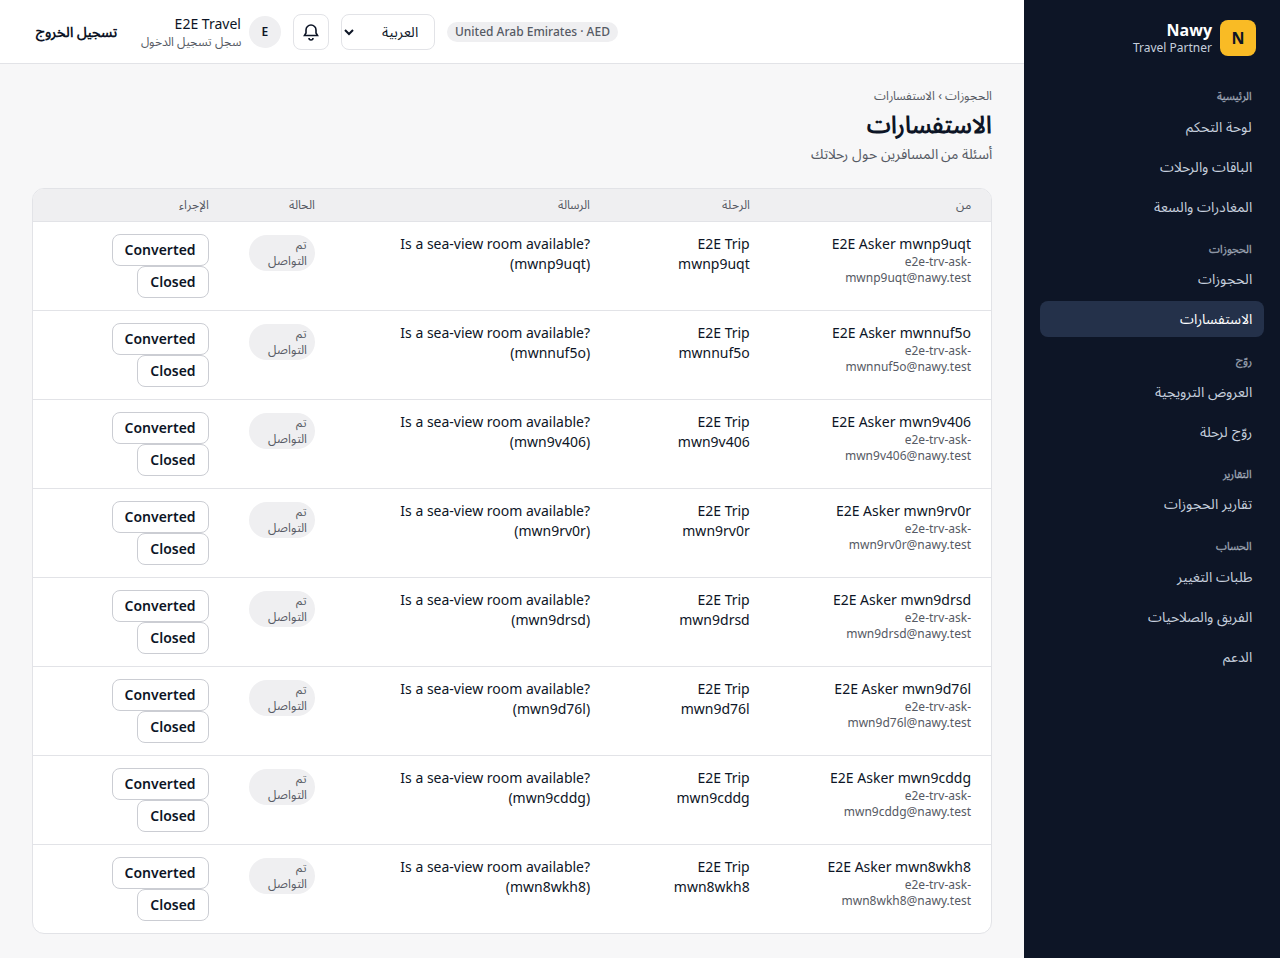 N
Nawy
Travel Partner
الرئيسية
لوحة التحكم
الباقات والرحلات
المغادرات والسعة
الحجوزات
الحجوزات
الاستفسارات
روّج
العروض الترويجية
روّج لرحلة
التقارير
تقارير الحجوزات
الحساب
طلبات التغيير
الفريق والصلاحيات
الدعم
United Arab Emirates · AED
العربية
E
E2E Travel
سجل تسجيل الدخول
تسجيل الخروج
الحجوزات › الاستفسارات
الاستفسارات
أسئلة من المسافرين حول رحلاتك
من الرحلة الرسالة الحالة الإجراء
E2E Asker mwnp9uqt
e2e-trv-ask-
mwnp9uqt@nawy.test
E2E Trip
mwnp9uqt
Is a sea-view room available?
(mwnp9uqt)
تم
التواصل
Converted
Closed
E2E Asker mwnnuf5o
e2e-trv-ask-
mwnnuf5o@nawy.test
E2E Trip
mwnnuf5o
Is a sea-view room available?
(mwnnuf5o)
تم
التواصل
Converted
Closed
E2E Asker mwn9v406
e2e-trv-ask-
mwn9v406@nawy.test
E2E Trip
mwn9v406
Is a sea-view room available?
(mwn9v406)
تم
التواصل
Converted
Closed
E2E Asker mwn9rv0r
e2e-trv-ask-
mwn9rv0r@nawy.test
E2E Trip
mwn9rv0r
Is a sea-view room available?
(mwn9rv0r)
تم
التواصل
Converted
Closed
E2E Asker mwn9drsd
e2e-trv-ask-
mwn9drsd@nawy.test
E2E Trip
mwn9drsd
Is a sea-view room available?
(mwn9drsd)
تم
التواصل
Converted
Closed
E2E Asker mwn9d76l
e2e-trv-ask-
mwn9d76l@nawy.test
E2E Trip
mwn9d76l
Is a sea-view room available?
(mwn9d76l)
تم
التواصل
Converted
Closed
E2E Asker mwn9cddg
e2e-trv-ask-
mwn9cddg@nawy.test
E2E Trip
mwn9cddg
Is a sea-view room available?
(mwn9cddg)
تم
التواصل
Converted
Closed
E2E Asker mwn8wkh8
e2e-trv-ask-
mwn8wkh8@nawy.test
E2E Trip
mwn8wkh8
Is a sea-view room available?
(mwn8wkh8)
تم
التواصل
Converted
Closed